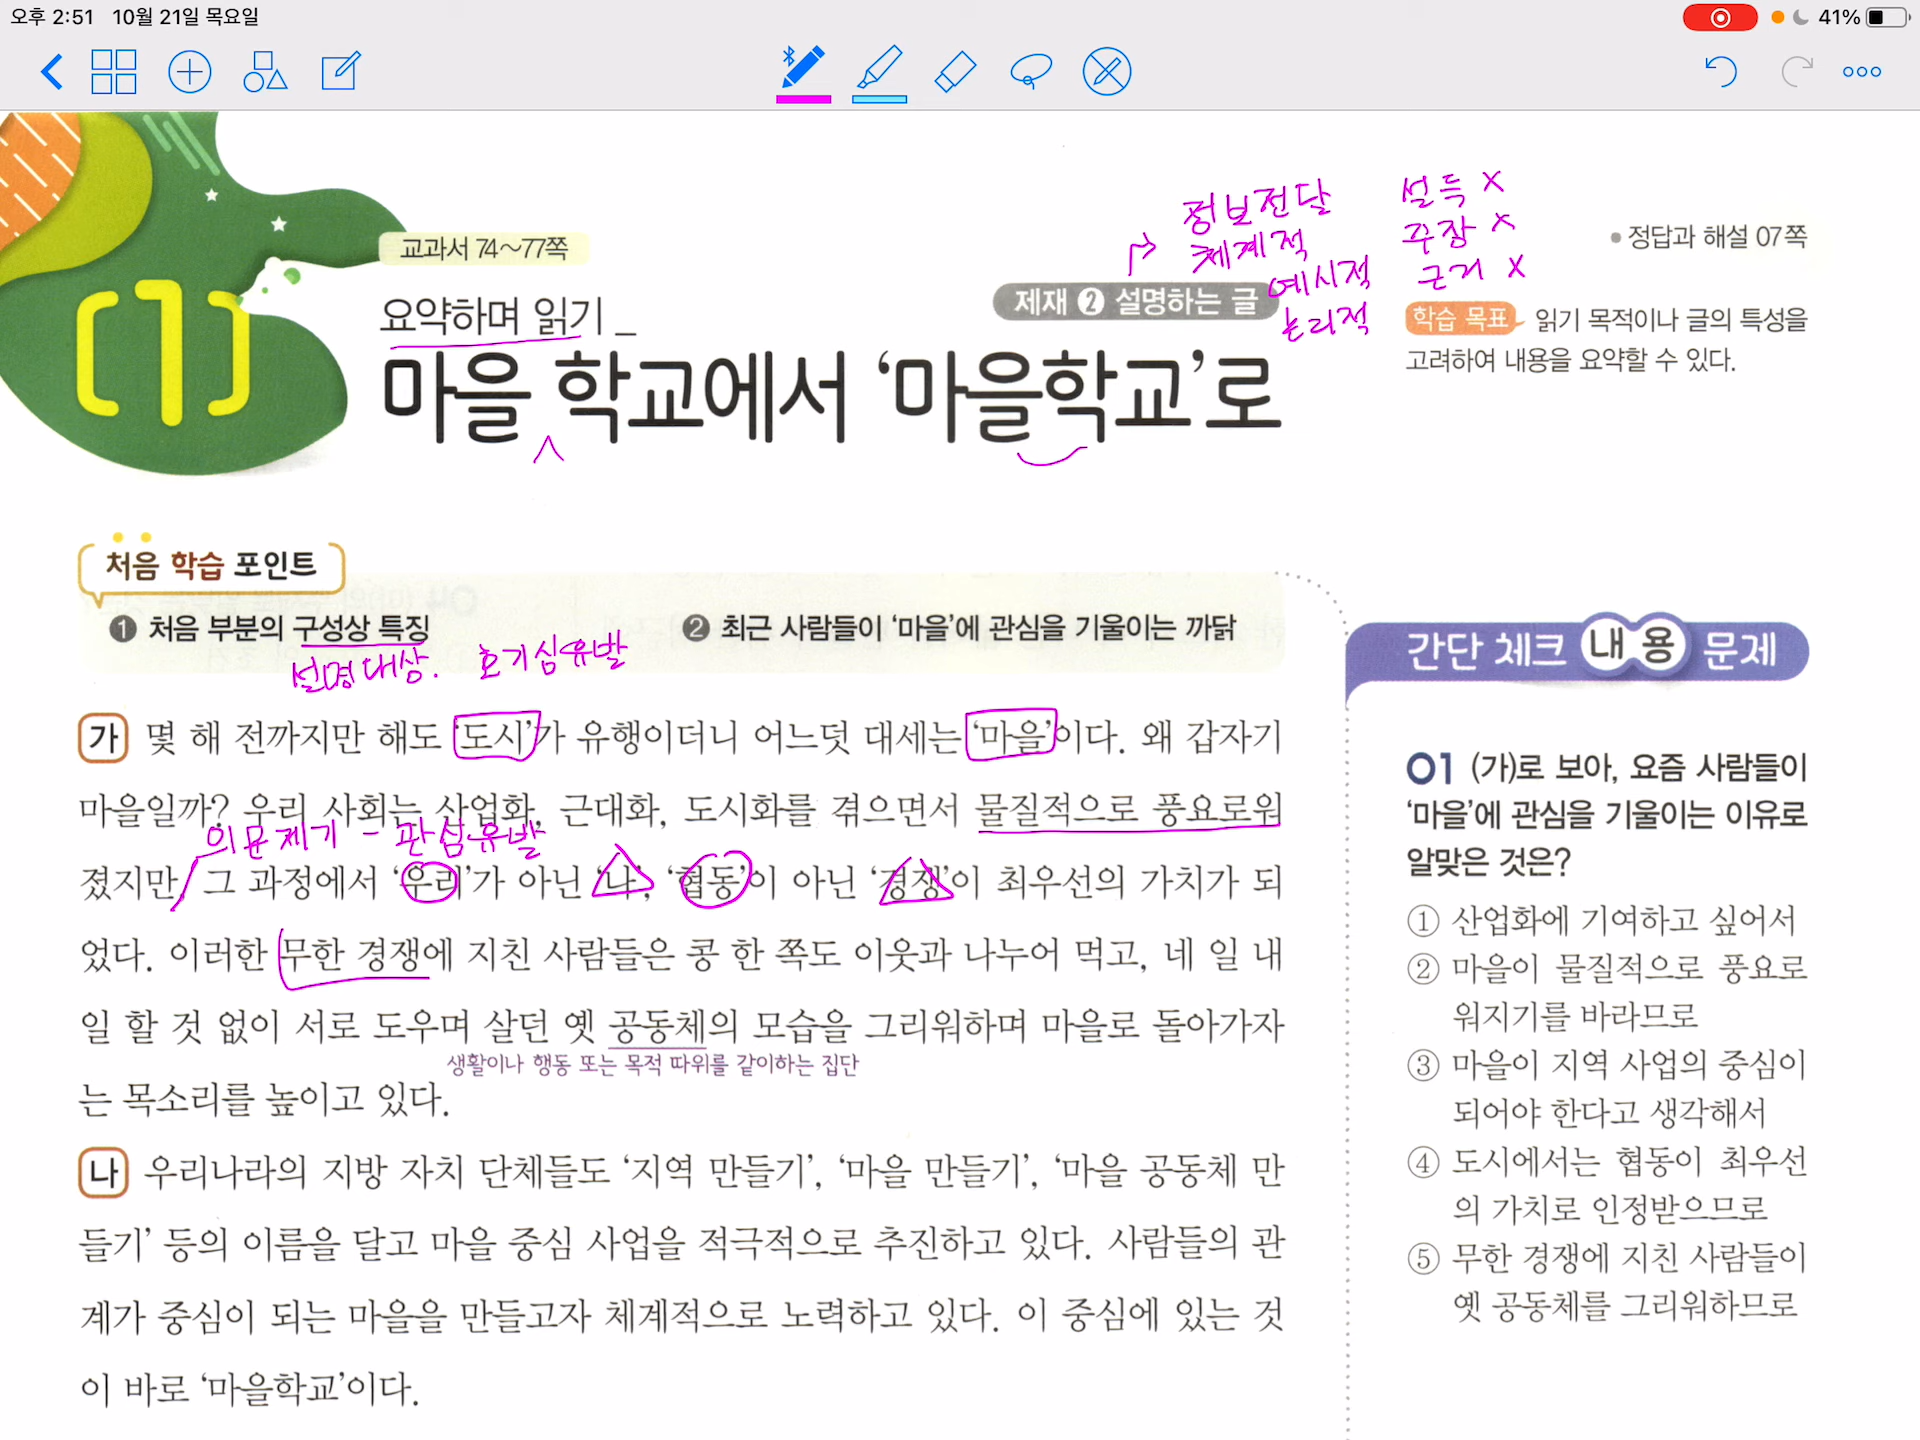 오후 2:51 10월 21일 목요일
41%
정보전달 설득 X
체계적 주장 X
예시적 근거 X
논리적
교과서 74~77쪽
• 정답과 해설 07쪽
(1)
요약하며 읽기 _
제재 ❷ 설명하는 글
마을 학교에서 ‘마을학교’로
학습 목표 읽기 목적이나 글의 특성을
고려하여 내용을 요약할 수 있다.
처음 학습 포인트
❶ 처음 부분의 구성상 특징
❷ 최근 사람들이 ‘마을’에 관심을 기울이는 까닭
설명대상. 호기심유발
가 몇 해 전까지만 해도 ‘도시’가 유행이더니 어느덧 대세는 ‘마을’이다. 왜 갑자기
마을일까? 우리 사회는 산업화, 근대화, 도시화를 겪으면서 물질적으로 풍요로워
의문제기 - 관심유발
졌지만, 그 과정에서 ‘우리’가 아닌 ‘나’, ‘협동’이 아닌 ‘경쟁’이 최우선의 가치가 되
었다. 이러한 무한 경쟁에 지친 사람들은 콩 한 쪽도 이웃과 나누어 먹고, 네 일 내
일 할 것 없이 서로 도우며 살던 옛 공동체의 모습을 그리워하며 마을로 돌아가자
생활이나 행동 또는 목적 따위를 같이하는 집단
는 목소리를 높이고 있다.
나 우리나라의 지방 자치 단체들도 ‘지역 만들기’, ‘마을 만들기’, ‘마을 공동체 만
들기’ 등의 이름을 달고 마을 중심 사업을 적극적으로 추진하고 있다. 사람들의 관
계가 중심이 되는 마을을 만들고자 체계적으로 노력하고 있다. 이 중심에 있는 것
이 바로 ‘마을학교’이다.
간단 체크 내용 문제
01 (가)로 보아, 요즘 사람들이
‘마을’에 관심을 기울이는 이유로
알맞은 것은?
① 산업화에 기여하고 싶어서
② 마을이 물질적으로 풍요로
워지기를 바라므로
③ 마을이 지역 사업의 중심이
되어야 한다고 생각해서
④ 도시에서는 협동이 최우선
의 가치로 인정받으므로
⑤ 무한 경쟁에 지친 사람들이
옛 공동체를 그리워하므로